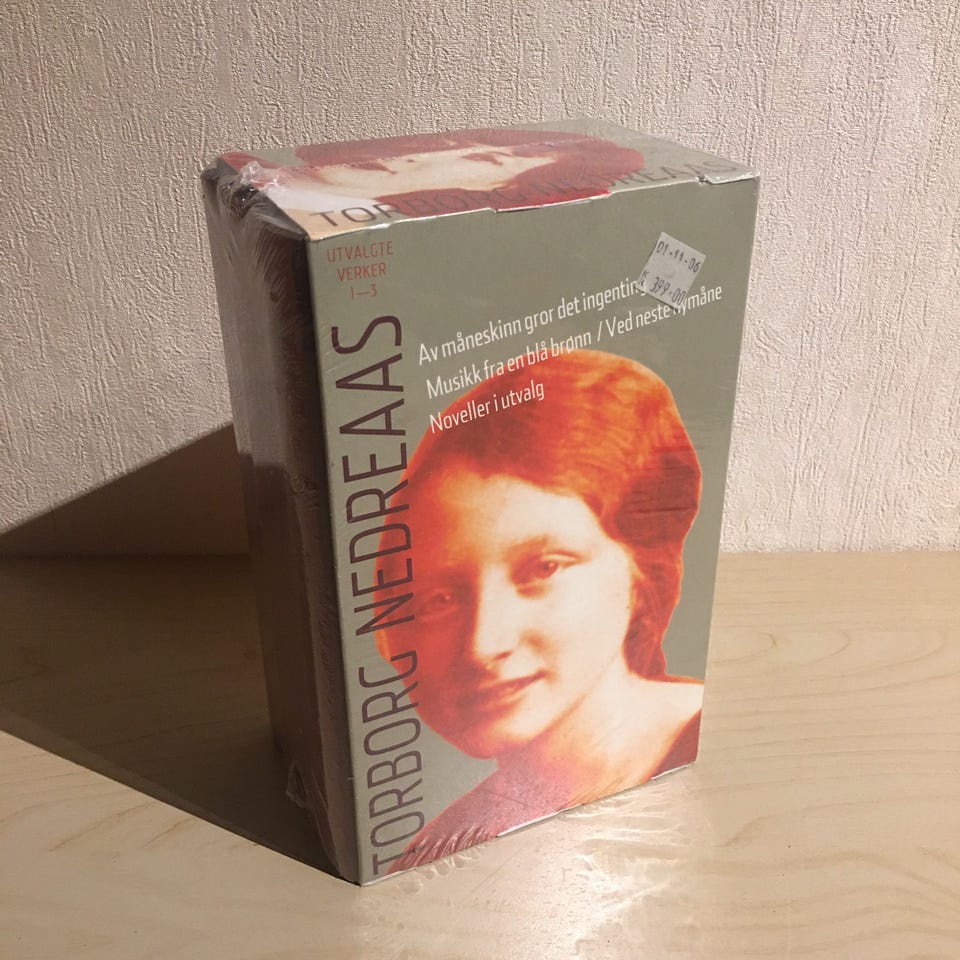 TORBORG NEDREAAS
UTVALGTE
VERKER
1—3
TORBORG NEDREAAS
01-11-06
399-00
Av måneskinn gror det ingenting
Musikk fra en blå brønn / Ved neste nymåne
Noveller i utvalg